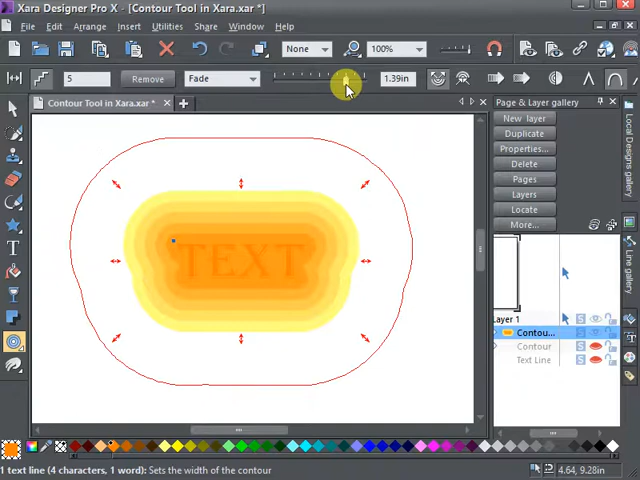 Xara Designer Pro X - [Contour Tool in Xara.xar *]
File Edit Arrange Insert Utilities Share Window Help
None 100%
5 Remove Fade 1.39in
Contour Tool in Xara.xar *
Page & Layer gallery
New layer
Duplicate
Properties...
Delete
Pages
Layers
Locate
More...
Local Designs gallery
Line gallery
TEXT
Layer 1
Contou...
Contour
Text Line
1 text line (4 characters, 1 word): Sets the width of the contour
4.64, 9.28in